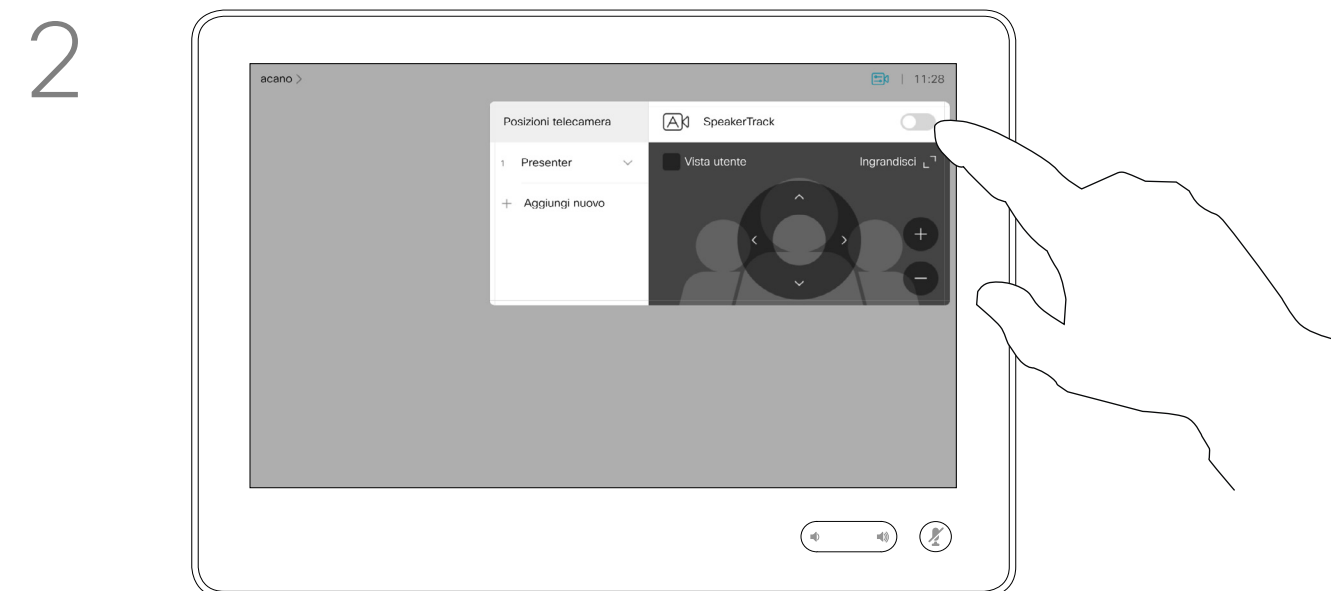 2
acano >
11:28
Posizioni telecamera
SpeakerTrack
1 Presenter
Vista utente
Ingrandisci
+ Aggiungi nuovo